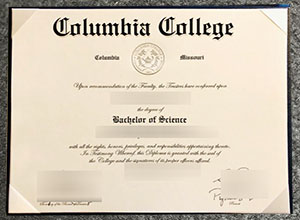 Columbia College
Columbia Missouri
Upon recommendation of the Faculty, the Trustees have conferred upon
the degree of
Bachelor of Science
with all the rights, honors, privileges, and responsibilities appertaining thereto.
In Testimony Whereof, this Diploma is granted with the seal of
the College and the signatures of its proper officers affixed.